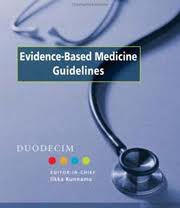 Evidence-Based Medicine
Guidelines
DUODECIM
EDITOR-IN-CHIEF
Ilkka Kunnamo